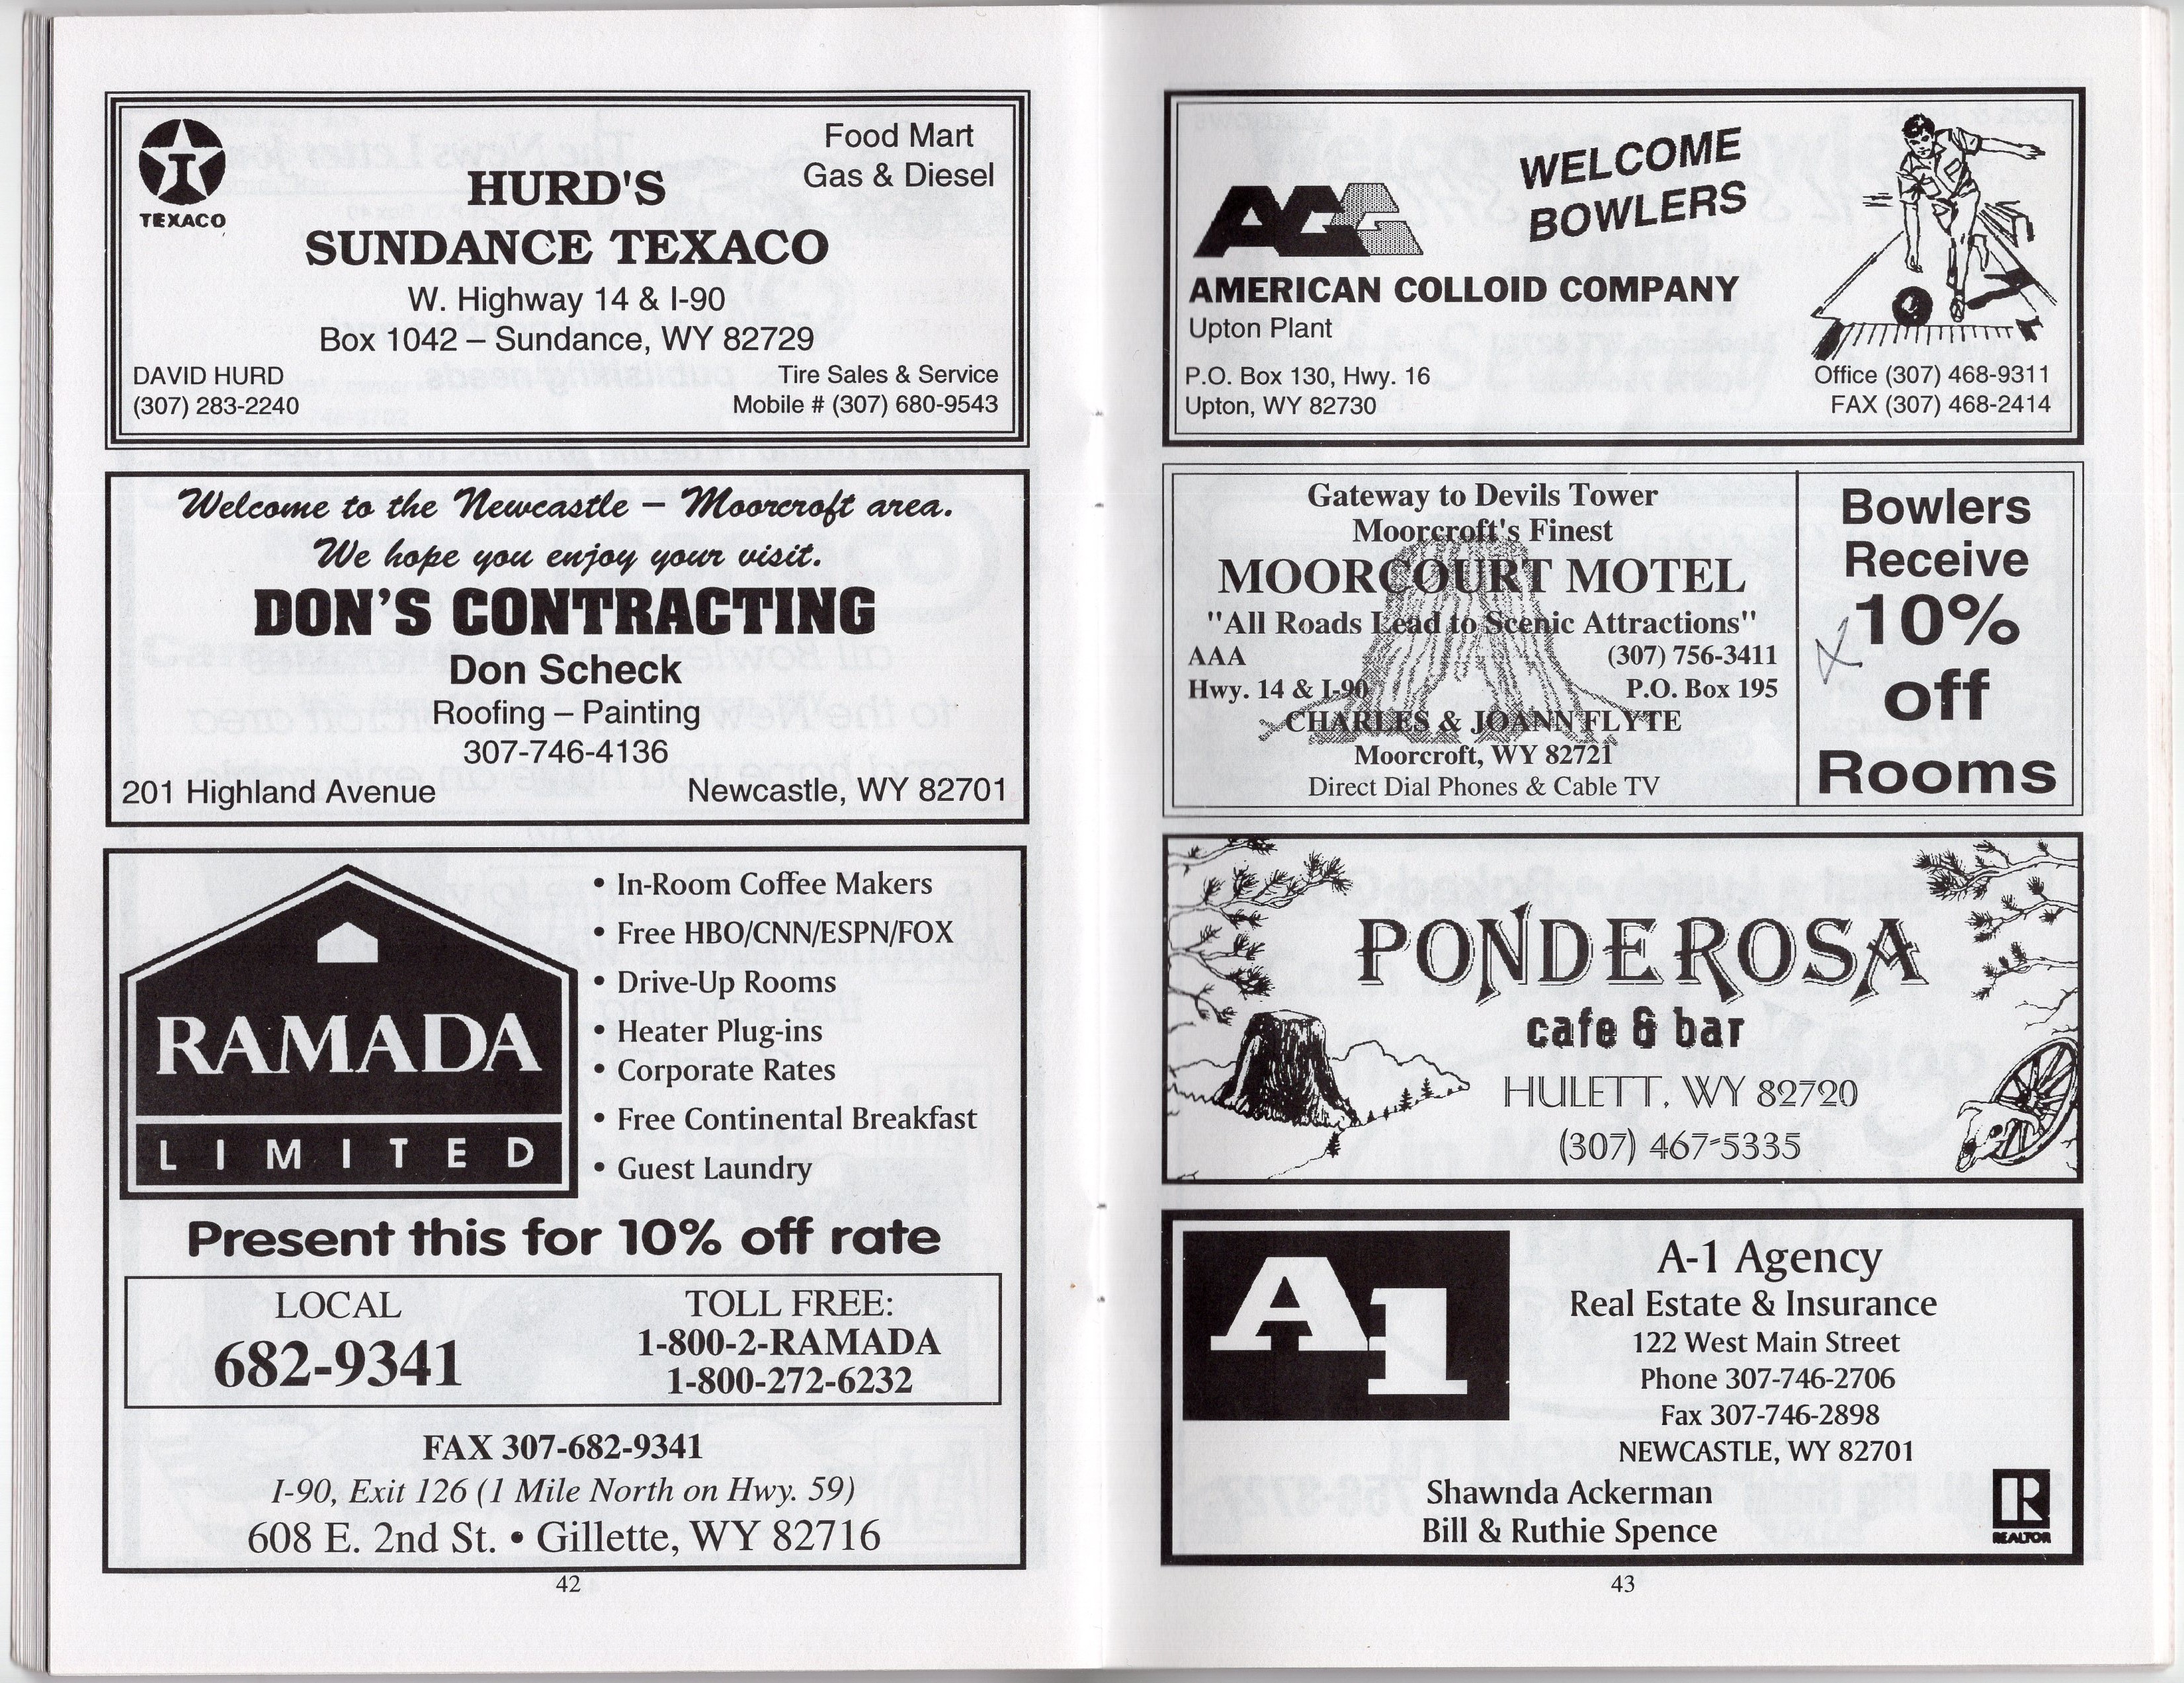 TEXACO
Food Mart
Gas & Diesel
HURD'S
SUNDANCE TEXACO
W. Highway 14 & I-90
Box 1042 – Sundance, WY 82729
DAVID HURD
(307) 283-2240
Tire Sales & Service
Mobile # (307) 680-9543
Welcome to the Newcastle – Moorcroft area.
We hope you enjoy your visit.
DON'S CONTRACTING
Don Scheck
Roofing – Painting
307-746-4136
201 Highland Avenue
Newcastle, WY 82701
RAMADA
LIMITED
• In-Room Coffee Makers
• Free HBO/CNN/ESPN/FOX
• Drive-Up Rooms
• Heater Plug-ins
• Corporate Rates
• Free Continental Breakfast
• Guest Laundry
Present this for 10% off rate
LOCAL
682-9341
TOLL FREE:
1-800-2-RAMADA
1-800-272-6232
FAX 307-682-9341
I-90, Exit 126 (1 Mile North on Hwy. 59)
608 E. 2nd St. • Gillette, WY 82716
42
ACC
WELCOME
BOWLERS
AMERICAN COLLOID COMPANY
Upton Plant
P.O. Box 130, Hwy. 16
Upton, WY 82730
Office (307) 468-9311
FAX (307) 468-2414
Gateway to Devils Tower
Moorcroft's Finest
MOORCOURT MOTEL
"All Roads Lead to Scenic Attractions"
AAA
(307) 756-3411
Hwy. 14 & I-90
P.O. Box 195
CHARLES & JOANN FLYTE
Moorcroft, WY 82721
Direct Dial Phones & Cable TV
Bowlers
Receive
10%
off
Rooms
PONDEROSA
cafe & bar
HULETT, WY 82720
(307) 467-5335
A1
A-1 Agency
Real Estate & Insurance
122 West Main Street
Phone 307-746-2706
Fax 307-746-2898
NEWCASTLE, WY 82701
Shawnda Ackerman
Bill & Ruthie Spence
R
REALTOR
43